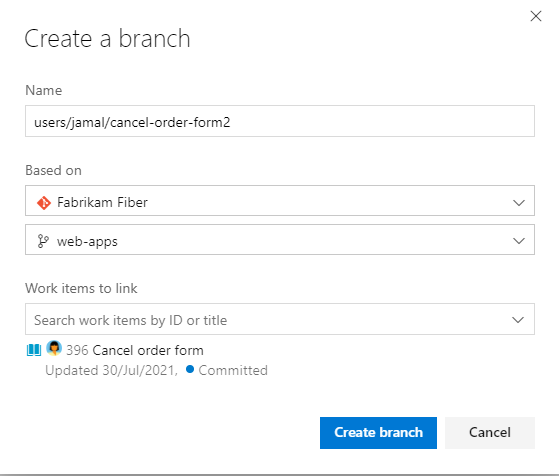 Create a branch
Name
users/jamal/cancel-order-form2
Based on
Fabrikam Fiber
web-apps
Work items to link
Search work items by ID or title
396 Cancel order form
Updated 30/Jul/2021, Committed
Create branch Cancel